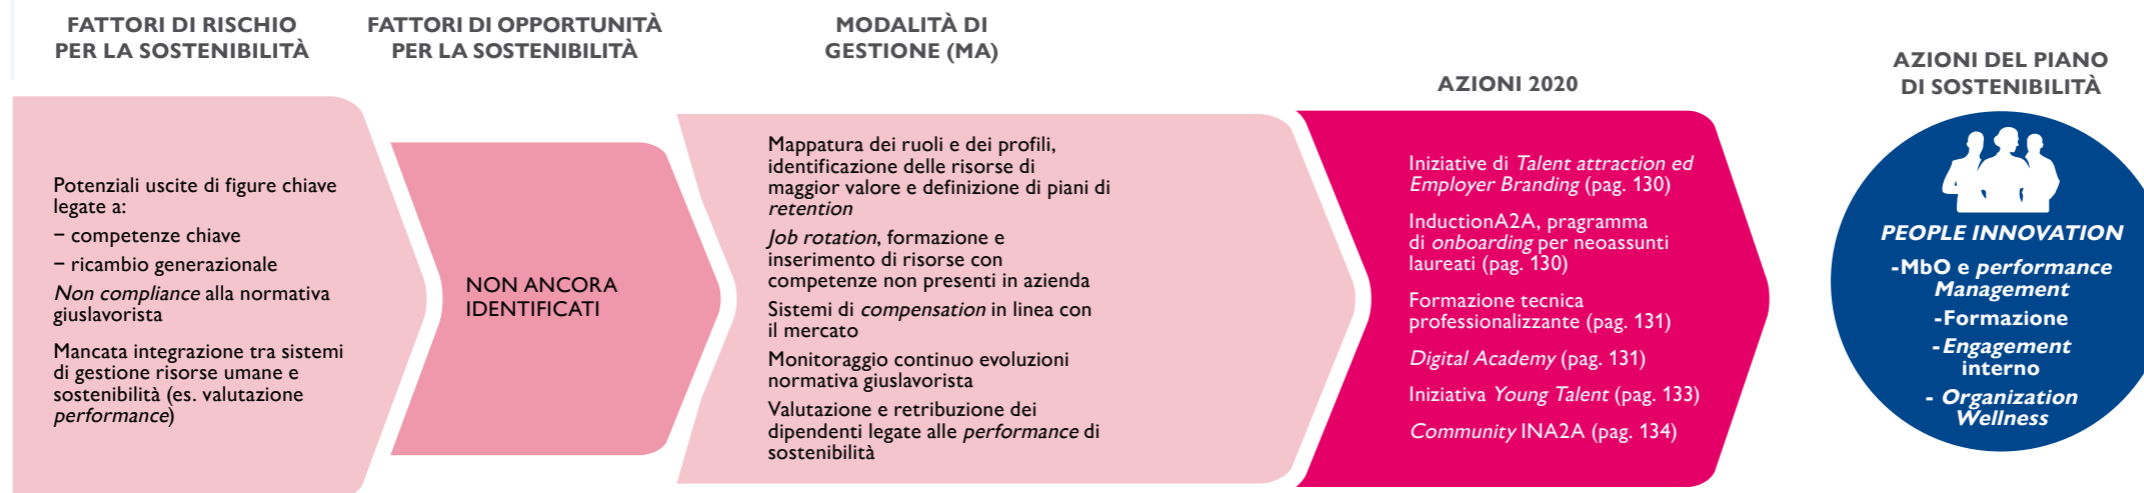 FATTORI DI RISCHIO
PER LA SOSTENIBILITÀ
Potenziali uscite di figure chiave
legate a:
– competenze chiave
– ricambio generazionale
Non compliance alla normativa
giuslavorista
Mancata integrazione tra sistemi
di gestione risorse umane e
sostenibilità (es. valutazione
performance)
FATTORI DI OPPORTUNITÀ
PER LA SOSTENIBILITÀ
NON ANCORA
IDENTIFICATI
MODALITÀ DI
GESTIONE (MA)
Mappatura dei ruoli e dei profili,
identificazione delle risorse di
maggior valore e definizione di piani di
retention
Job rotation, formazione e
inserimento di risorse con
competenze non presenti in azienda
Sistemi di compensation in linea con
il mercato
Monitoraggio continuo evoluzioni
normativa giuslavorista
Valutazione e retribuzione dei
dipendenti legate alle performance di
sostenibilità
AZIONI 2020
Iniziative di Talent attraction ed
Employer Branding (pag. 130)
InductionA2A, pragramma
di onboarding per neoassunti
laureati (pag. 130)
Formazione tecnica
professionalizzante (pag. 131)
Digital Academy (pag. 131)
Iniziativa Young Talent (pag. 133)
Community INA2A (pag. 134)
AZIONI DEL PIANO
DI SOSTENIBILITÀ
PEOPLE INNOVATION
-MbO e performance
Management
-Formazione
-Engagement
interno
- Organization
Wellness